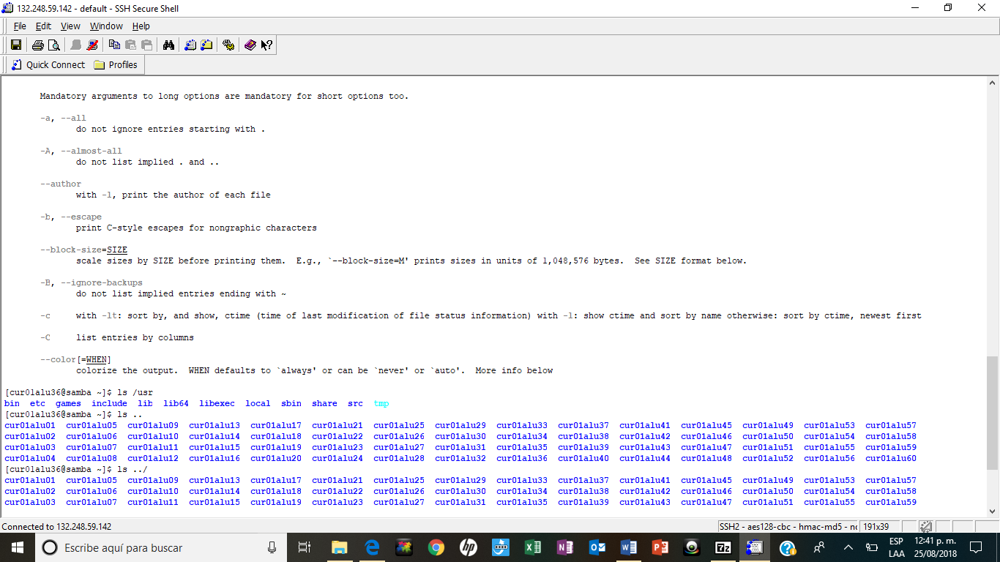 132.248.59.142 - default - SSH Secure Shell
File Edit View Window Help
Quick Connect Profiles
Mandatory arguments to long options are mandatory for short options too.
-a, --all
do not ignore entries starting with .
-A, --almost-all
do not list implied . and ..
--author
with -l, print the author of each file
-b, --escape
print C-style escapes for nongraphic characters
--block-size=SIZE
scale sizes by SIZE before printing them.  E.g., `--block-size=M' prints sizes in units of 1,048,576 bytes.  See SIZE format below.
-B, --ignore-backups
do not list implied entries ending with ~
-c     with -lt: sort by, and show, ctime (time of last modification of file status information) with -l: show ctime and sort by name otherwise: sort by ctime, newest first
-C     list entries by columns
--color[=WHEN]
colorize the output.  WHEN defaults to `always' or can be `never' or `auto'.  More info below
[cur01alu36@samba ~]$ ls /usr
bin  etc  games  include  lib  lib64  libexec  local  sbin  share  src  tmp
[cur01alu36@samba ~]$ ls ..
cur01alu01  cur01alu05  cur01alu09  cur01alu13  cur01alu17  cur01alu21  cur01alu25  cur01alu29  cur01alu33  cur01alu37  cur01alu41  cur01alu45  cur01alu49  cur01alu53  cur01alu57
cur01alu02  cur01alu06  cur01alu10  cur01alu14  cur01alu18  cur01alu22  cur01alu26  cur01alu30  cur01alu34  cur01alu38  cur01alu42  cur01alu46  cur01alu50  cur01alu54  cur01alu58
cur01alu03  cur01alu07  cur01alu11  cur01alu15  cur01alu19  cur01alu23  cur01alu27  cur01alu31  cur01alu35  cur01alu39  cur01alu43  cur01alu47  cur01alu51  cur01alu55  cur01alu59
cur01alu04  cur01alu08  cur01alu12  cur01alu16  cur01alu20  cur01alu24  cur01alu28  cur01alu32  cur01alu36  cur01alu40  cur01alu44  cur01alu48  cur01alu52  cur01alu56  cur01alu60
[cur01alu36@samba ~]$ ls ../
cur01alu01  cur01alu05  cur01alu09  cur01alu13  cur01alu17  cur01alu21  cur01alu25  cur01alu29  cur01alu33  cur01alu37  cur01alu41  cur01alu45  cur01alu49  cur01alu53  cur01alu57
cur01alu02  cur01alu06  cur01alu10  cur01alu14  cur01alu18  cur01alu22  cur01alu26  cur01alu30  cur01alu34  cur01alu38  cur01alu42  cur01alu46  cur01alu50  cur01alu54  cur01alu58
cur01alu03  cur01alu07  cur01alu11  cur01alu15  cur01alu19  cur01alu23  cur01alu27  cur01alu31  cur01alu35  cur01alu39  cur01alu43  cur01alu47  cur01alu51  cur01alu55  cur01alu59
Connected to 132.248.59.142 SSH2 - aes128-cbc - hmac-md5 - 191x39
Escribe aquí para buscar
ESP 12:41 p. m.
LAA 25/08/2018